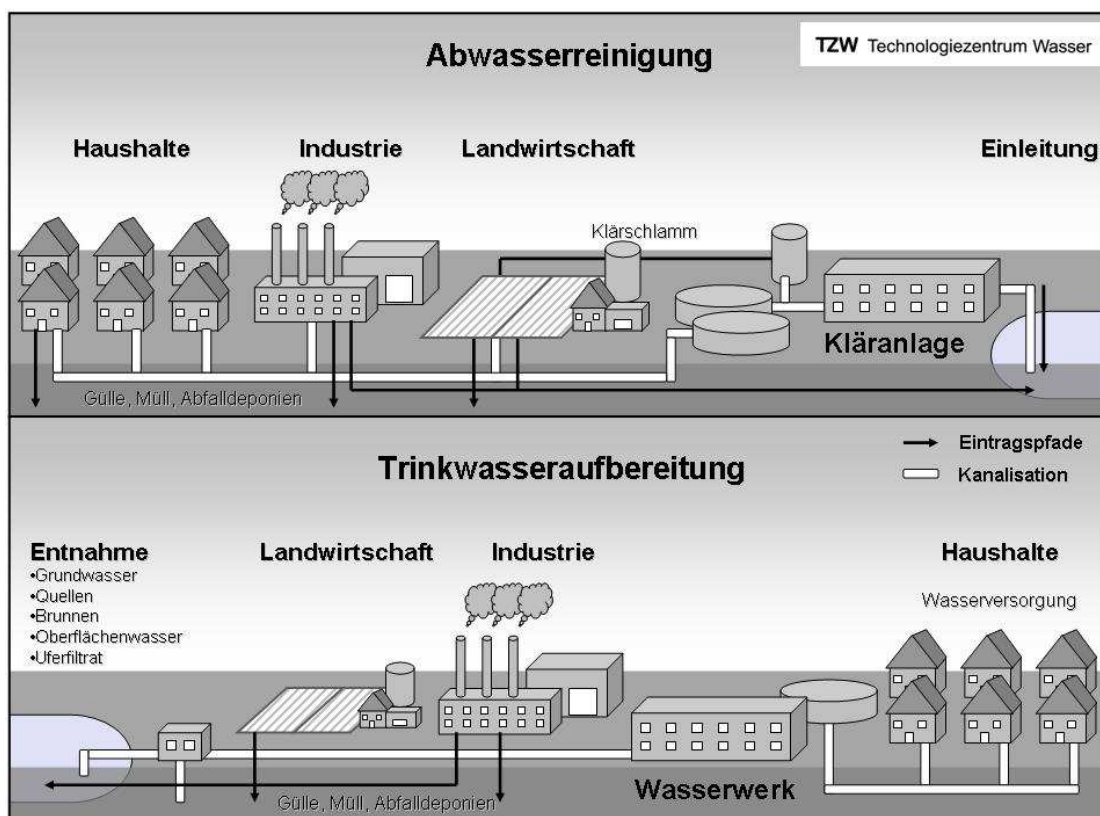 Abwasserreinigung
TZW Technologiezentrum Wasser
Haushalte
Industrie
Landwirtschaft
Einleitung
Klärschlamm
Kläranlage
Gülle, Müll, Abfalldeponien
Eintragspfade
Kanalisation
Trinkwasseraufbereitung
Entnahme
•Grundwasser
•Quellen
•Brunnen
•Oberflächenwasser
•Uferfiltrat
Landwirtschaft
Industrie
Haushalte
Wasserversorgung
Wasserwerk
Gülle, Müll, Abfalldeponien